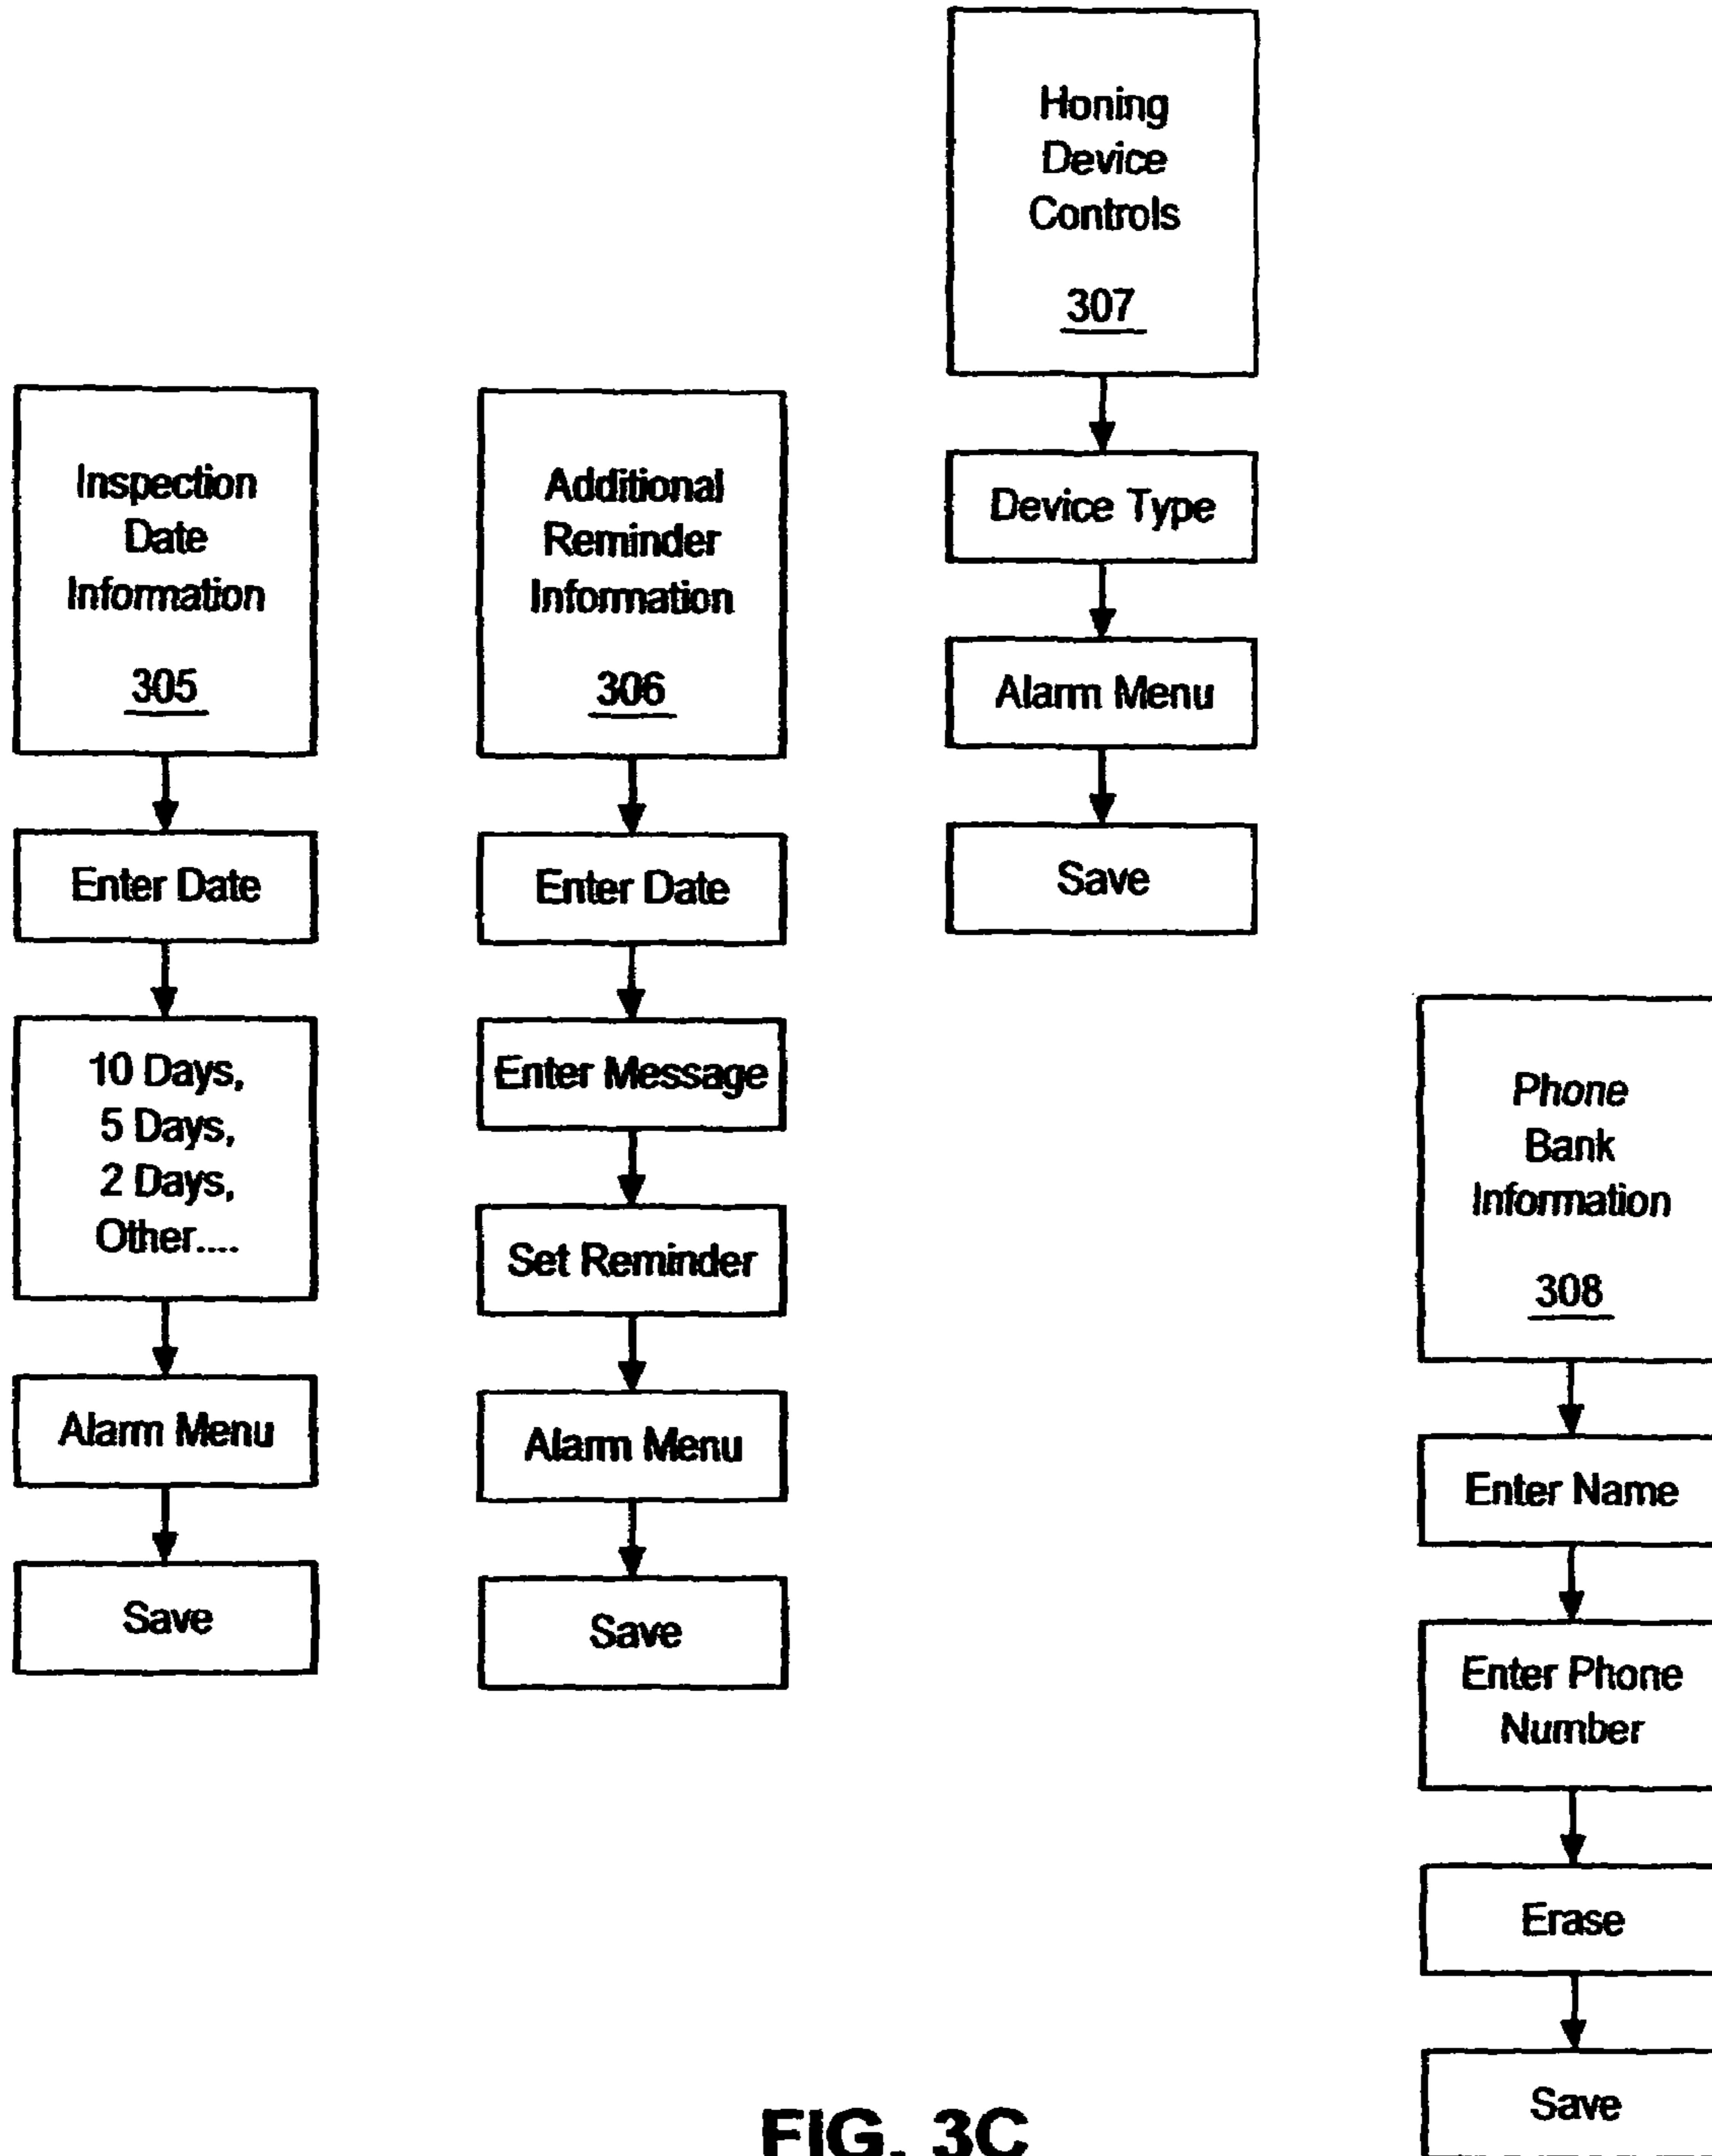 Inspection
Date
Information
305
Enter Date
10 Days,
5 Days,
2 Days,
Other....
Alarm Menu
Save
Additional
Reminder
Information
306
Enter Date
Enter Message
Set Reminder
Alarm Menu
Save
Honing
Device
Controls
307
Device Type
Alarm Menu
Save
Phone
Bank
Information
308
Enter Name
Enter Phone
Number
Erase
Save
FIG. 3C